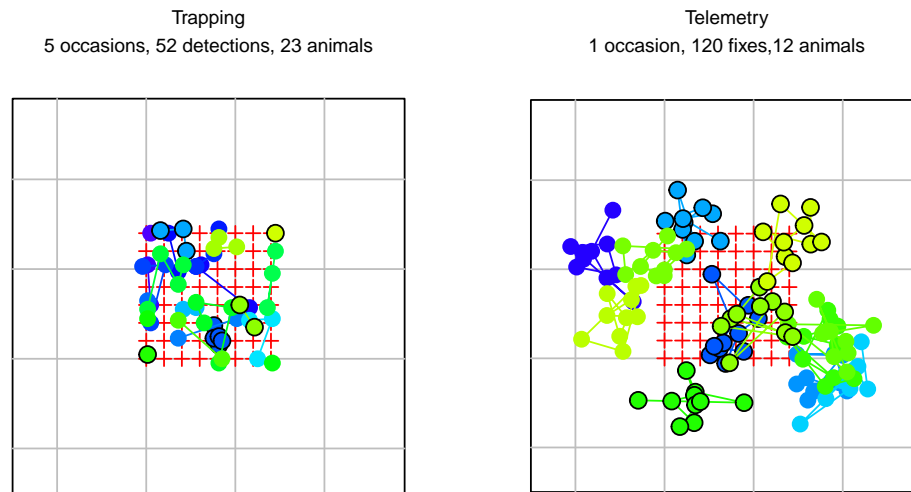 Trapping
5 occasions, 52 detections, 23 animals
Telemetry
1 occasion, 120 fixes,12 animals